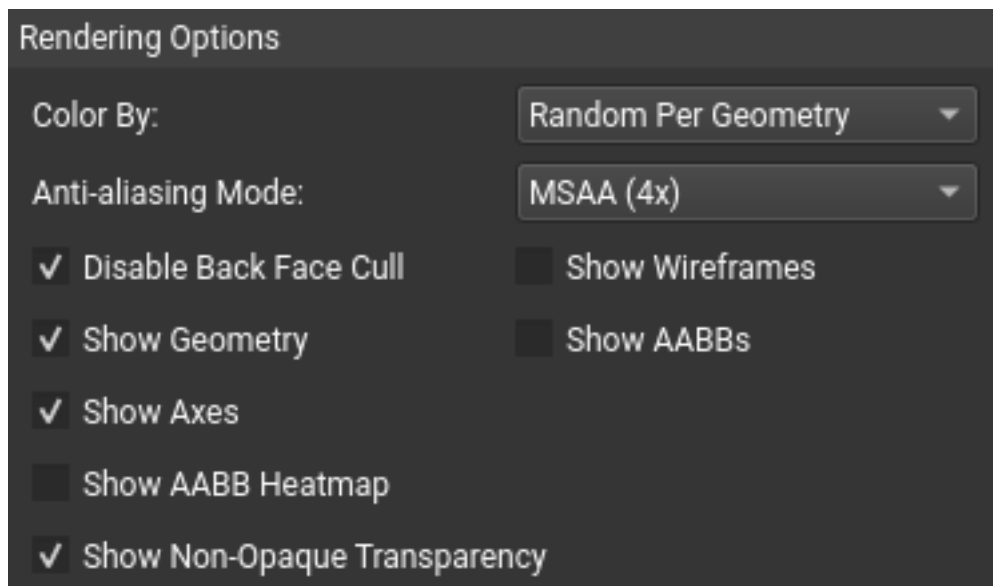 Rendering Options
Color By: Random Per Geometry
Anti-aliasing Mode: MSAA (4x)
Disable Back Face Cull Show Wireframes
Show Geometry Show AABBs
Show Axes
Show AABB Heatmap
Show Non-Opaque Transparency